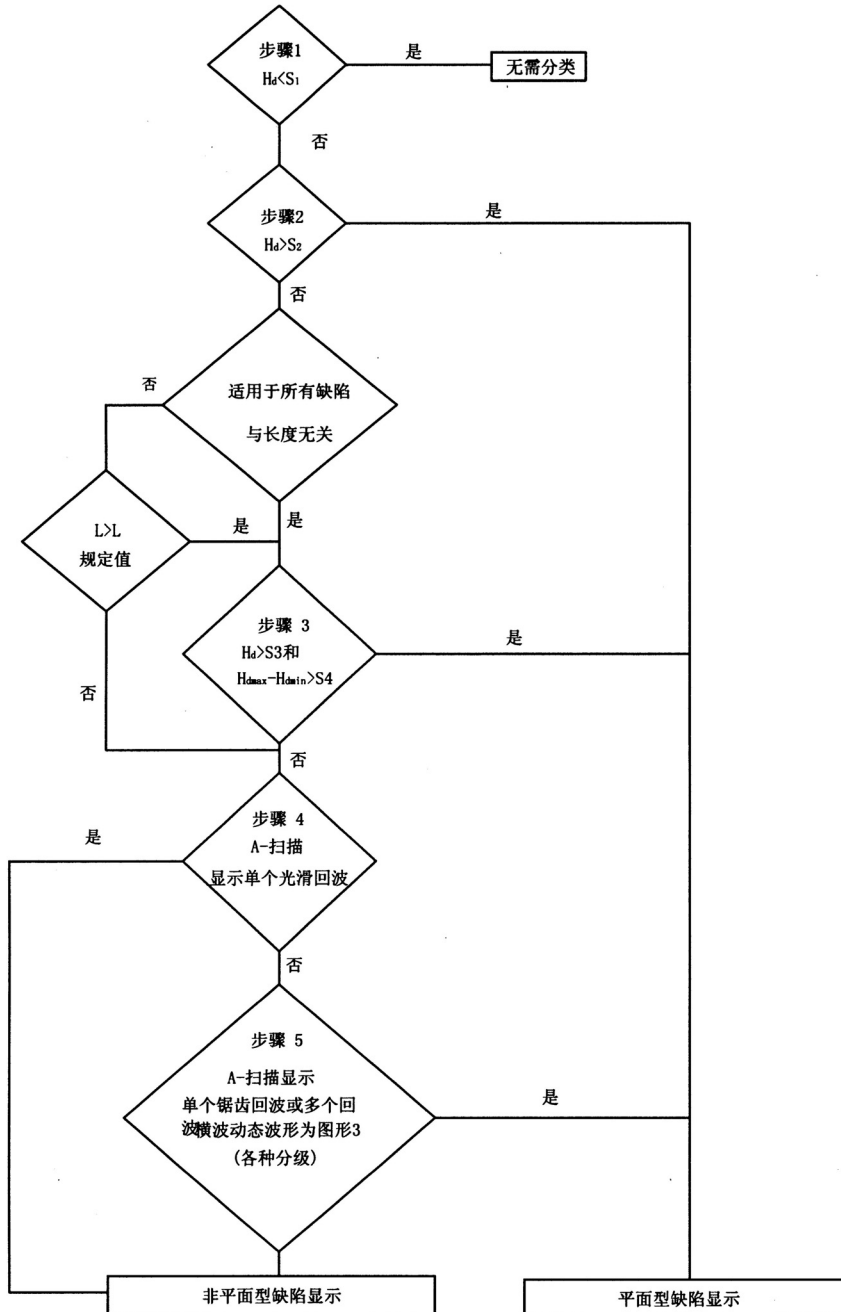 步骤1
Hd<S1
是
无需分类
否
步骤2
Hd>S2
是
否
适用于所有缺陷
与长度无关
否
是
L>L
规定值
是
步骤 3
Hd>S3和
Hdmax-Hdmin>S4
是
否
否
步骤 4
A-扫描
显示单个光滑回波
是
否
步骤 5
A-扫描显示
单个锯齿回波或多个回
波横波动态波形为图形3
(各种分级)
是
非平面型缺陷显示
平面型缺陷显示